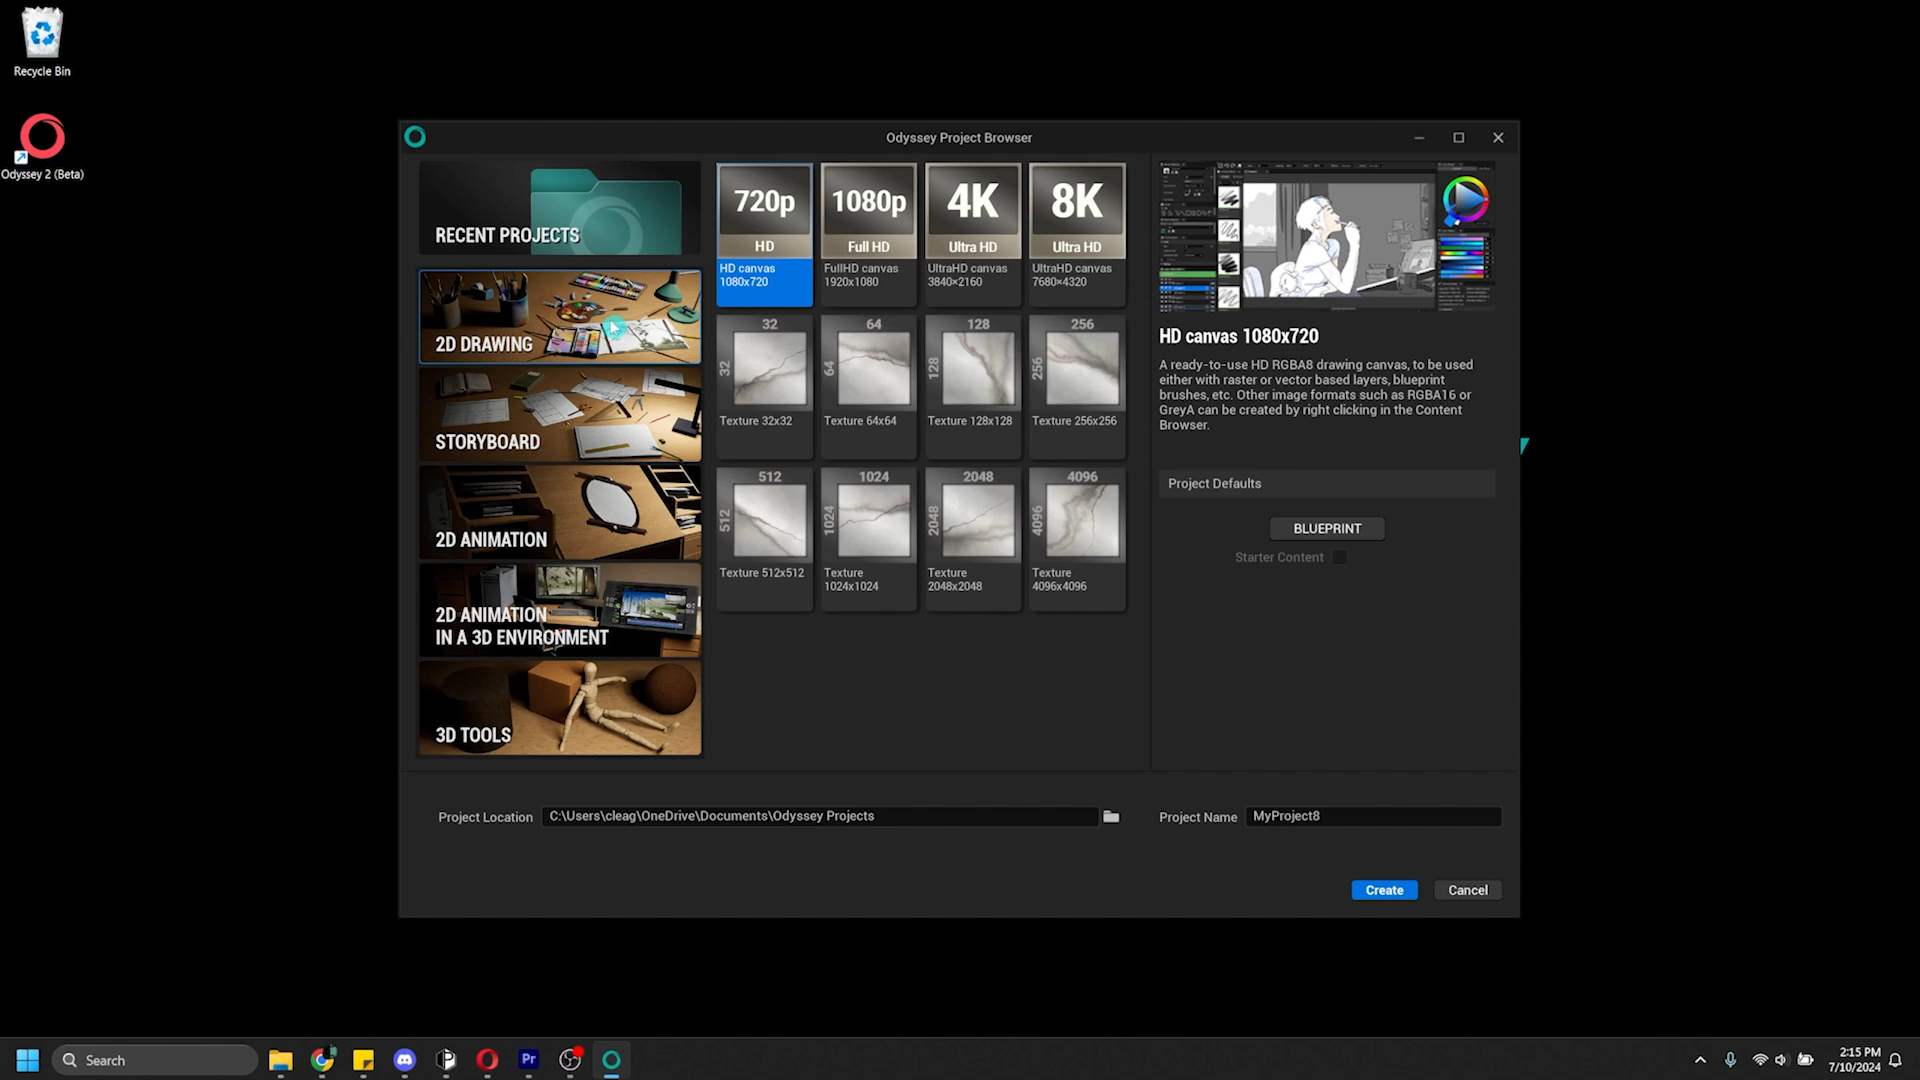 Recycle Bin
Odyssey 2 (Beta)
Odyssey Project Browser
RECENT PROJECTS
2D DRAWING
STORYBOARD
2D ANIMATION
2D ANIMATION
IN A 3D ENVIRONMENT
3D TOOLS
720p
HD
HD canvas
1080x720
1080p
Full HD
FullHD canvas
1920x1080
4K
Ultra HD
UltraHD canvas
3840×2160
8K
Ultra HD
UltraHD canvas
7680×4320
32
32
Texture 32x32
64
64
Texture 64x64
128
128
Texture 128x128
256
256
Texture 256x256
512
512
Texture 512x512
1024
1024
Texture
1024x1024
2048
2048
Texture
2048x2048
4096
4096
Texture
4096x4096
HD canvas 1080x720
A ready-to-use HD RGBA8 drawing canvas, to be used
either with raster or vector based layers, blueprint
brushes, etc. Other image formats such as RGBA16 or
GreyA can be created by right clicking in the Content
Browser.
Project Defaults
BLUEPRINT
Starter Content
Project Location
C:\Users\cleag\OneDrive\Documents\Odyssey Projects
Project Name
MyProject8
Create
Cancel
Search
Pr
2:15 PM
7/10/2024